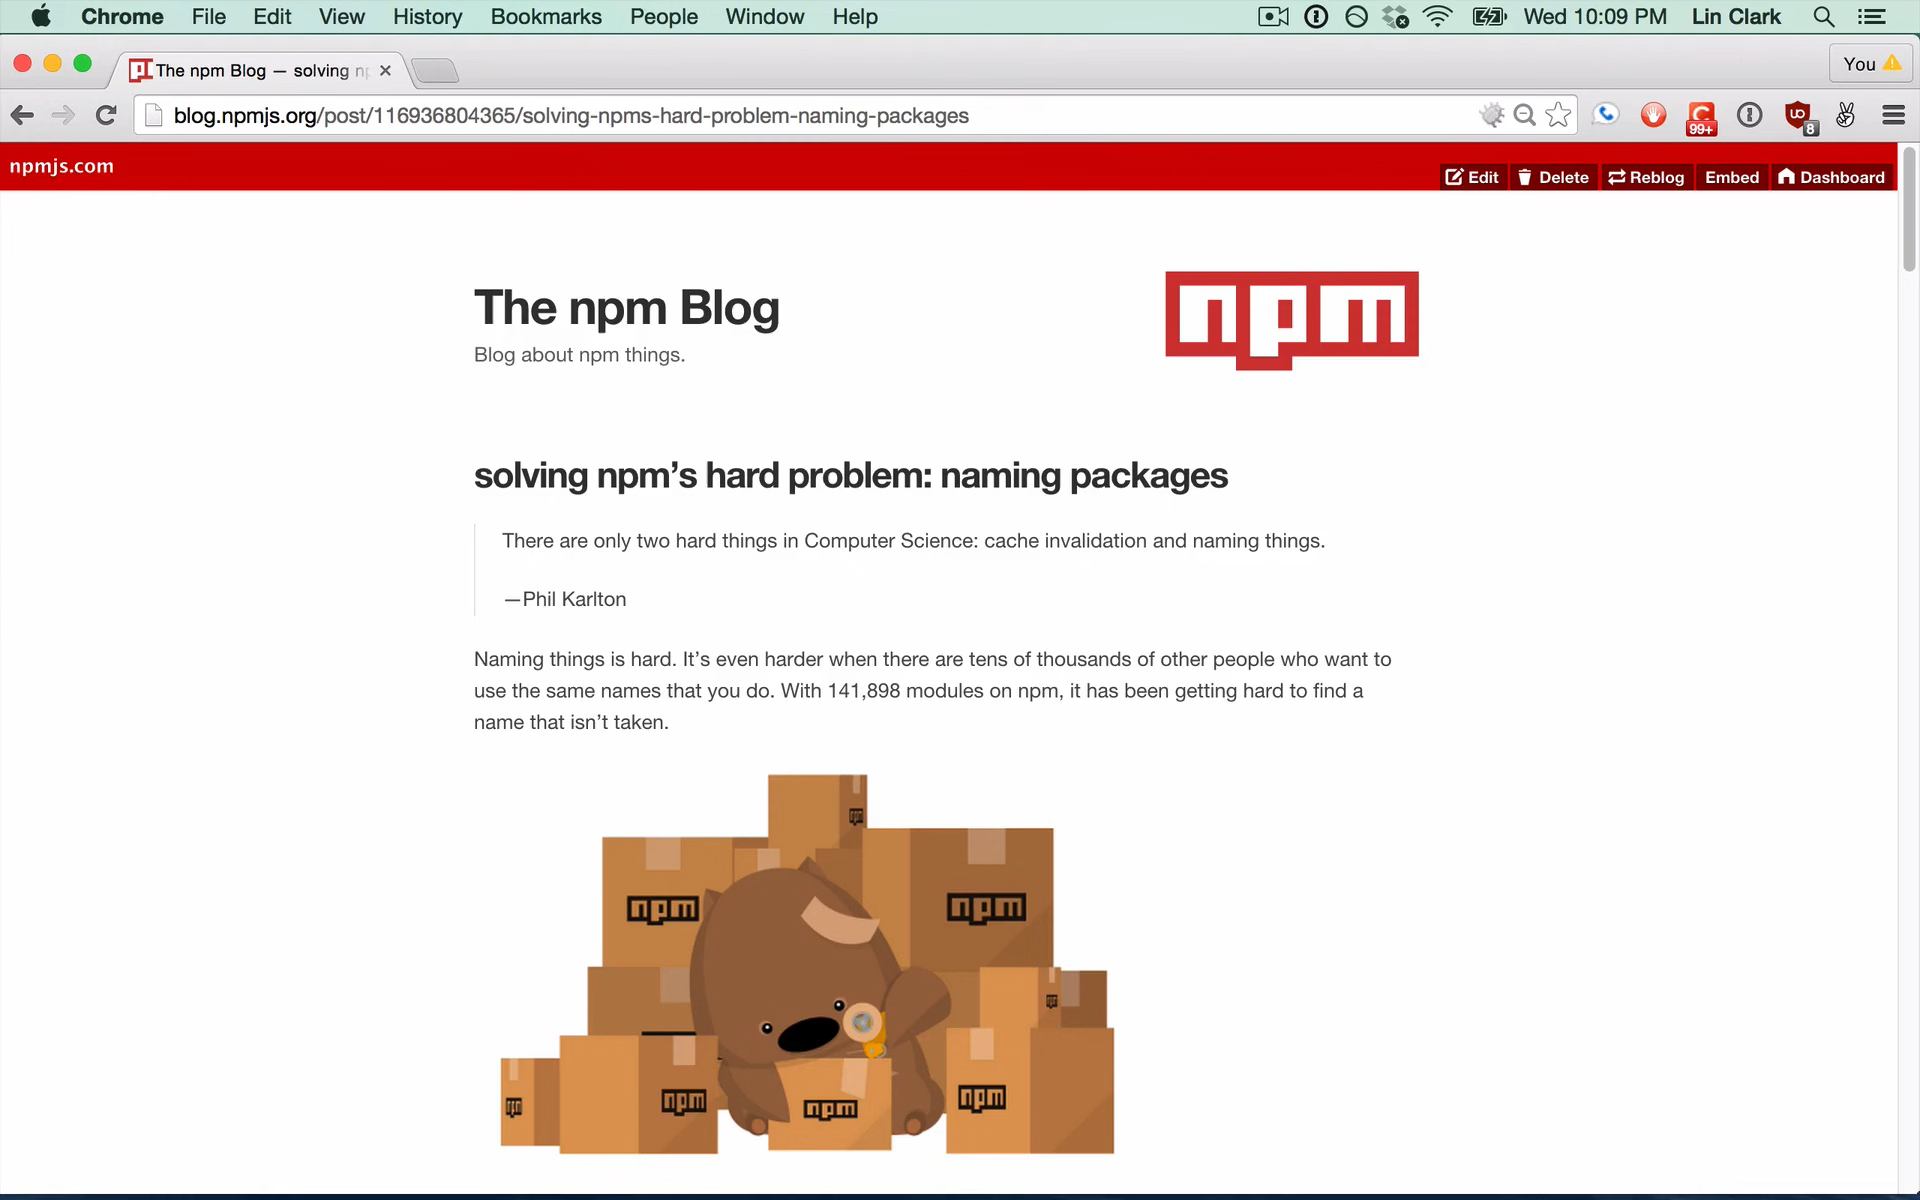 Chrome File Edit View History Bookmarks People Window Help Wed 10:09 PM Lin Clark
The npm Blog — solving np You
blog.npmjs.org/post/116936804365/solving-npms-hard-problem-naming-packages 99+ 8
npmjs.com Edit Delete Reblog Embed Dashboard
The npm Blog
Blog about npm things.
npm
solving npm’s hard problem: naming packages
There are only two hard things in Computer Science: cache invalidation and naming things.
—Phil Karlton
Naming things is hard. It’s even harder when there are tens of thousands of other people who want to
use the same names that you do. With 141,898 modules on npm, it has been getting hard to find a
name that isn’t taken.
npm
npm
npm
npm
npm
npm
npm
npm